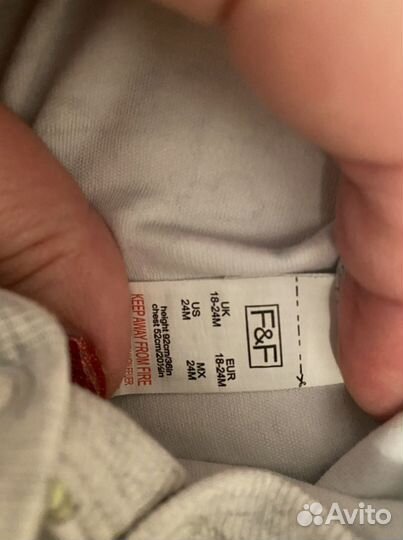 F&F
UK EUR
18-24M 18-24M
US MX
24M 24M
height 92cm/36in
chest 52cm/20½in
KEEP AWAY FROM FIRE
Avito